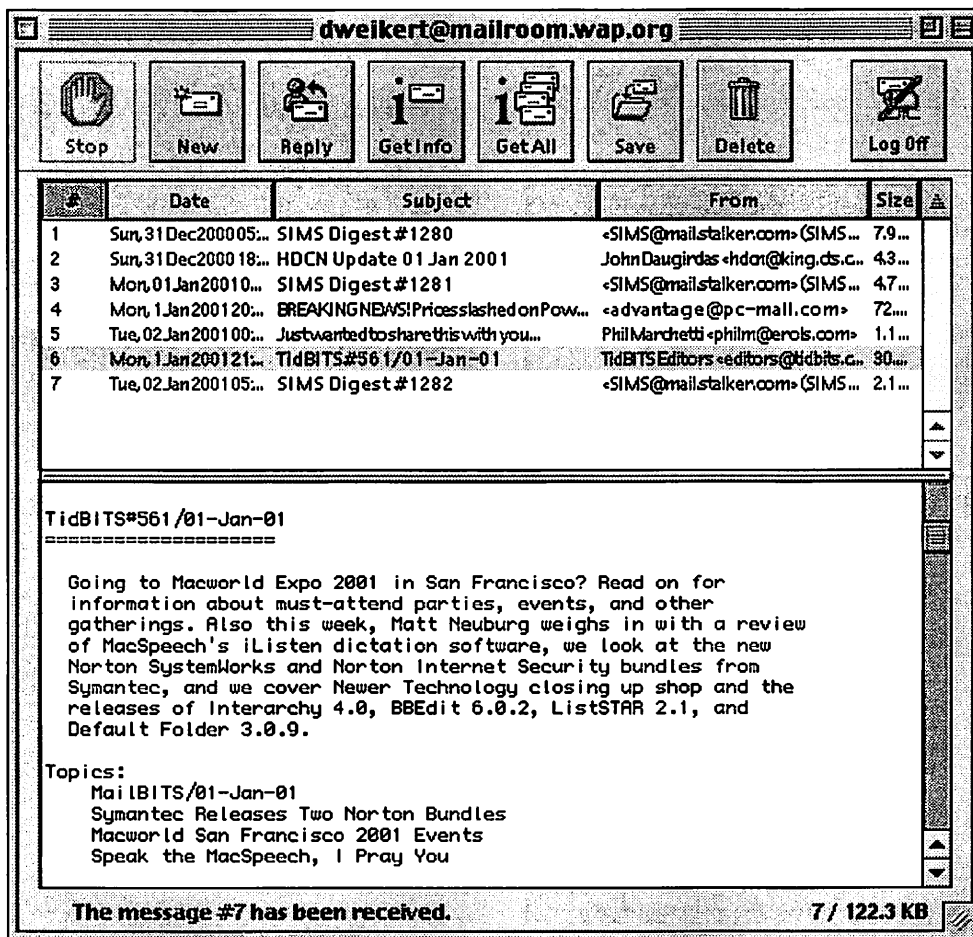 dweikert@mailroom.wap.org
Stop New Reply Get Info Get All Save Delete Log Off
# Date Subject From Size
1 Sun, 31 Dec 2000 05:... SIMS Digest #1280 <SIMS@mail.stalker.com> (SIMS... 7.9...
2 Sun, 31 Dec 2000 18:... HDCN Update 01 Jan 2001 John Daugirdas <hdcn@king.cts.c... 4.3...
3 Mon, 01 Jan 2001 0... SIMS Digest #1281 <SIMS@mail.stalker.com> (SIMS... 4.7...
4 Mon, 1 Jan 2001 20:... BREAKING NEWS! Prices slashed on Pow... <advantage@pc-mall.com> 72....
5 Tue, 02 Jan 2001 00:... Just wanted to share this with you... Phil Marchetti <philm@erols.com> 1.1...
6 Mon, 1 Jan 2001 21:... TidBITS#561/01-Jan-01 TidBITS Editors <editors@tidbits.c... 30....
7 Tue, 02 Jan 2001 05:... SIMS Digest #1282 <SIMS@mail.stalker.com> (SIMS... 2.1...
TidBITS#561/01-Jan-01
=====================
Going to Macworld Expo 2001 in San Francisco? Read on for
information about must-attend parties, events, and other
gatherings. Also this week, Matt Neuburg weighs in with a review
of MacSpeech's iListen dictation software, we look at the new
Norton SystemWorks and Norton Internet Security bundles from
Symantec, and we cover Newer Technology closing up shop and the
releases of Interarchy 4.0, BBEdit 6.0.2, ListSTAR 2.1, and
Default Folder 3.0.9.
Topics:
MailBITS/01-Jan-01
Symantec Releases Two Norton Bundles
Macworld San Francisco 2001 Events
Speak the MacSpeech, I Pray You
The message #7 has been received. 7 / 122.3 KB